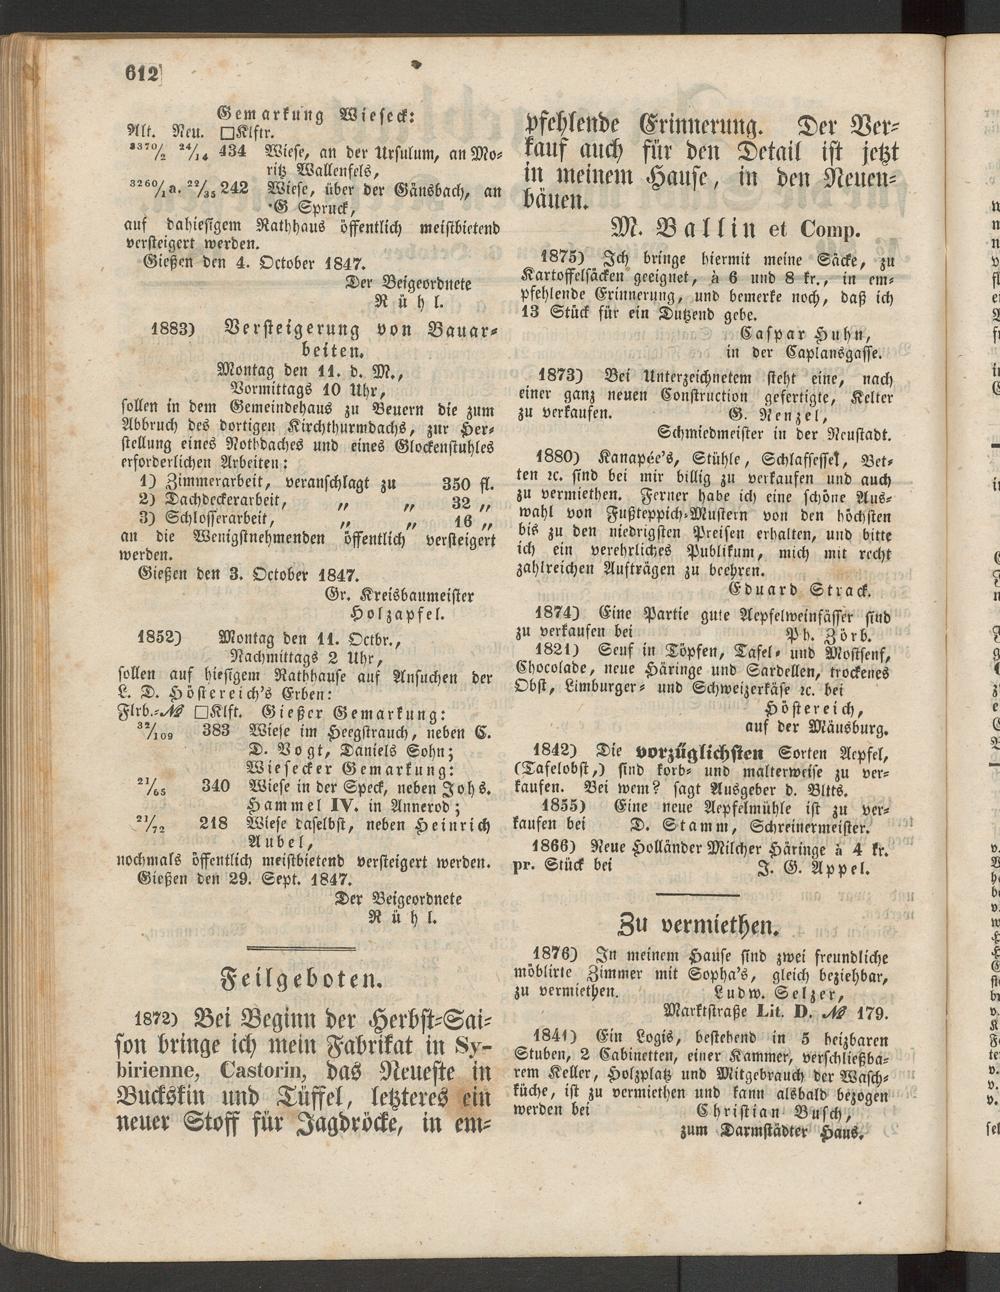 612
Gemarkung Wieseck:
Alt. Neu. □Klftr.
3370/2 24/14 434 Wiese, an der Ursulum, an Mo-
ritz Wallenfels,
3260/1a. 22/35 242 Wiese, über der Gänsbach, an
G Spruck,
auf dahiesigem Rathhaus öffentlich meistbietend
versteigert werden.
Gießen den 4. October 1847.
Der Beigeordnete
Rühl.
1883) Versteigerung von Bauar-
beiten.
Montag den 11. d. M.,
Vormittags 10 Uhr,
sollen in dem Gemeindehaus zu Beuern die zum
Abbruch des dortigen Kirchthurmdachs, zur Her-
stellung eines Nothdaches und eines Glockenstuhles
erforderlichen Arbeiten:
1) Zimmerarbeit, veranschlagt zu 350 fl.
2) Dachdeckerarbeit, „ „ 32 „
3) Schlosserarbeit, „ „ 16 „
an die Wenigstnehmenden öffentlich versteigert
werden.
Gießen den 3. October 1847.
Gr. Kreisbaumeister
Holzapfel.
1852) Montag den 11. Octbr.,
Nachmittags 2 Uhr,
sollen auf hiesigem Rathhause auf Ansuchen der
L. D. Höstereich's Erben:
Flrb.-№ □Klft. Gießer Gemarkung:
32/109 383 Wiese im Heegstrauch, neben C.
D. Vogt, Daniels Sohn;
Wiesecker Gemarkung:
21/65 340 Wiese in der Speck, neben Johs.
Hammel IV. in Annerod;
21/72 218 Wiese daselbst, neben Heinrich
Aubel,
nochmals öffentlich meistbietend versteigert werden.
Gießen den 29. Sept. 1847.
Der Beigeordnete
Rühl.
Feilgeboten.
1872) Bei Beginn der Herbst-Sai-
son bringe ich mein Fabrikat in Sy-
birienne, Castorin, das Neueste in
Buckskin und Tüffel, letzteres ein
neuer Stoff für Jagdröcke, in em-
pfehlende Erinnerung. Der Ver-
kauf auch für den Detail ist jetzt
in meinem Hause, in den Neuen-
bäuen.
M. Ballin et Comp.
1875) Ich bringe hiermit meine Säcke, zu
Kartoffelsäcken geeignet, à 6 und 8 kr., in em-
pfehlende Erinnerung, und bemerke noch, daß ich
13 Stück für ein Dutzend gebe.
Caspar Huhn,
in der Caplansgasse.
1873) Bei Unterzeichnetem steht eine, nach
einer ganz neuen Construction gefertigte, Kelter
zu verkaufen. G. Renzel,
Schmiedmeister in der Neustadt.
1880) Kanapée's, Stühle, Schlafsessel, Bet-
ten ꝛc. sind bei mir billig zu verkaufen und auch
zu vermiethen. Ferner habe ich eine schöne Aus-
wahl von Fußteppich-Mustern von den höchsten
bis zu den niedrigsten Preisen erhalten, und bitte
ich ein verehrliches Publikum, mich mit recht
zahlreichen Aufträgen zu beehren.
Eduard Strack.
1874) Eine Partie gute Aepfelweinfässer sind
zu verkaufen bei Ph. Zörb.
1821) Senf in Töpfen, Tafel- und Mostsenf,
Chocolade, neue Häringe und Sardellen, trockenes
Obst, Limburger- und Schweizerkäse ꝛc. bei
Höstereich,
auf der Mäusburg.
1842) Die vorzüglichsten Sorten Aepfel,
(Tafelobst,) sind korb- und malterweise zu ver-
kaufen. Bei wem? sagt Ausgeber d. Bltts.
1855) Eine neue Aepfelmühle ist zu ver-
kaufen bei D. Stamm, Schreinermeister.
1866) Neue Holländer Milcher Häringe à 4 kr.
pr. Stück bei J. G. Appel.
Zu vermiethen.
1876) In meinem Hause sind zwei freundliche
möblirte Zimmer mit Sopha's, gleich beziehbar,
zu vermiethen. Ludw. Selzer,
Marktstraße Lit. D. № 179.
1841) Ein Logis, bestehend in 5 heizbaren
Stuben, 2 Cabinetten, einer Kammer, verschließba-
rem Keller, Holzplatz und Mitgebrauch der Wasch-
küche, ist zu vermiethen und kann alsbald bezogen
werden bei Christian Busch,
zum Darmstädter Haus.